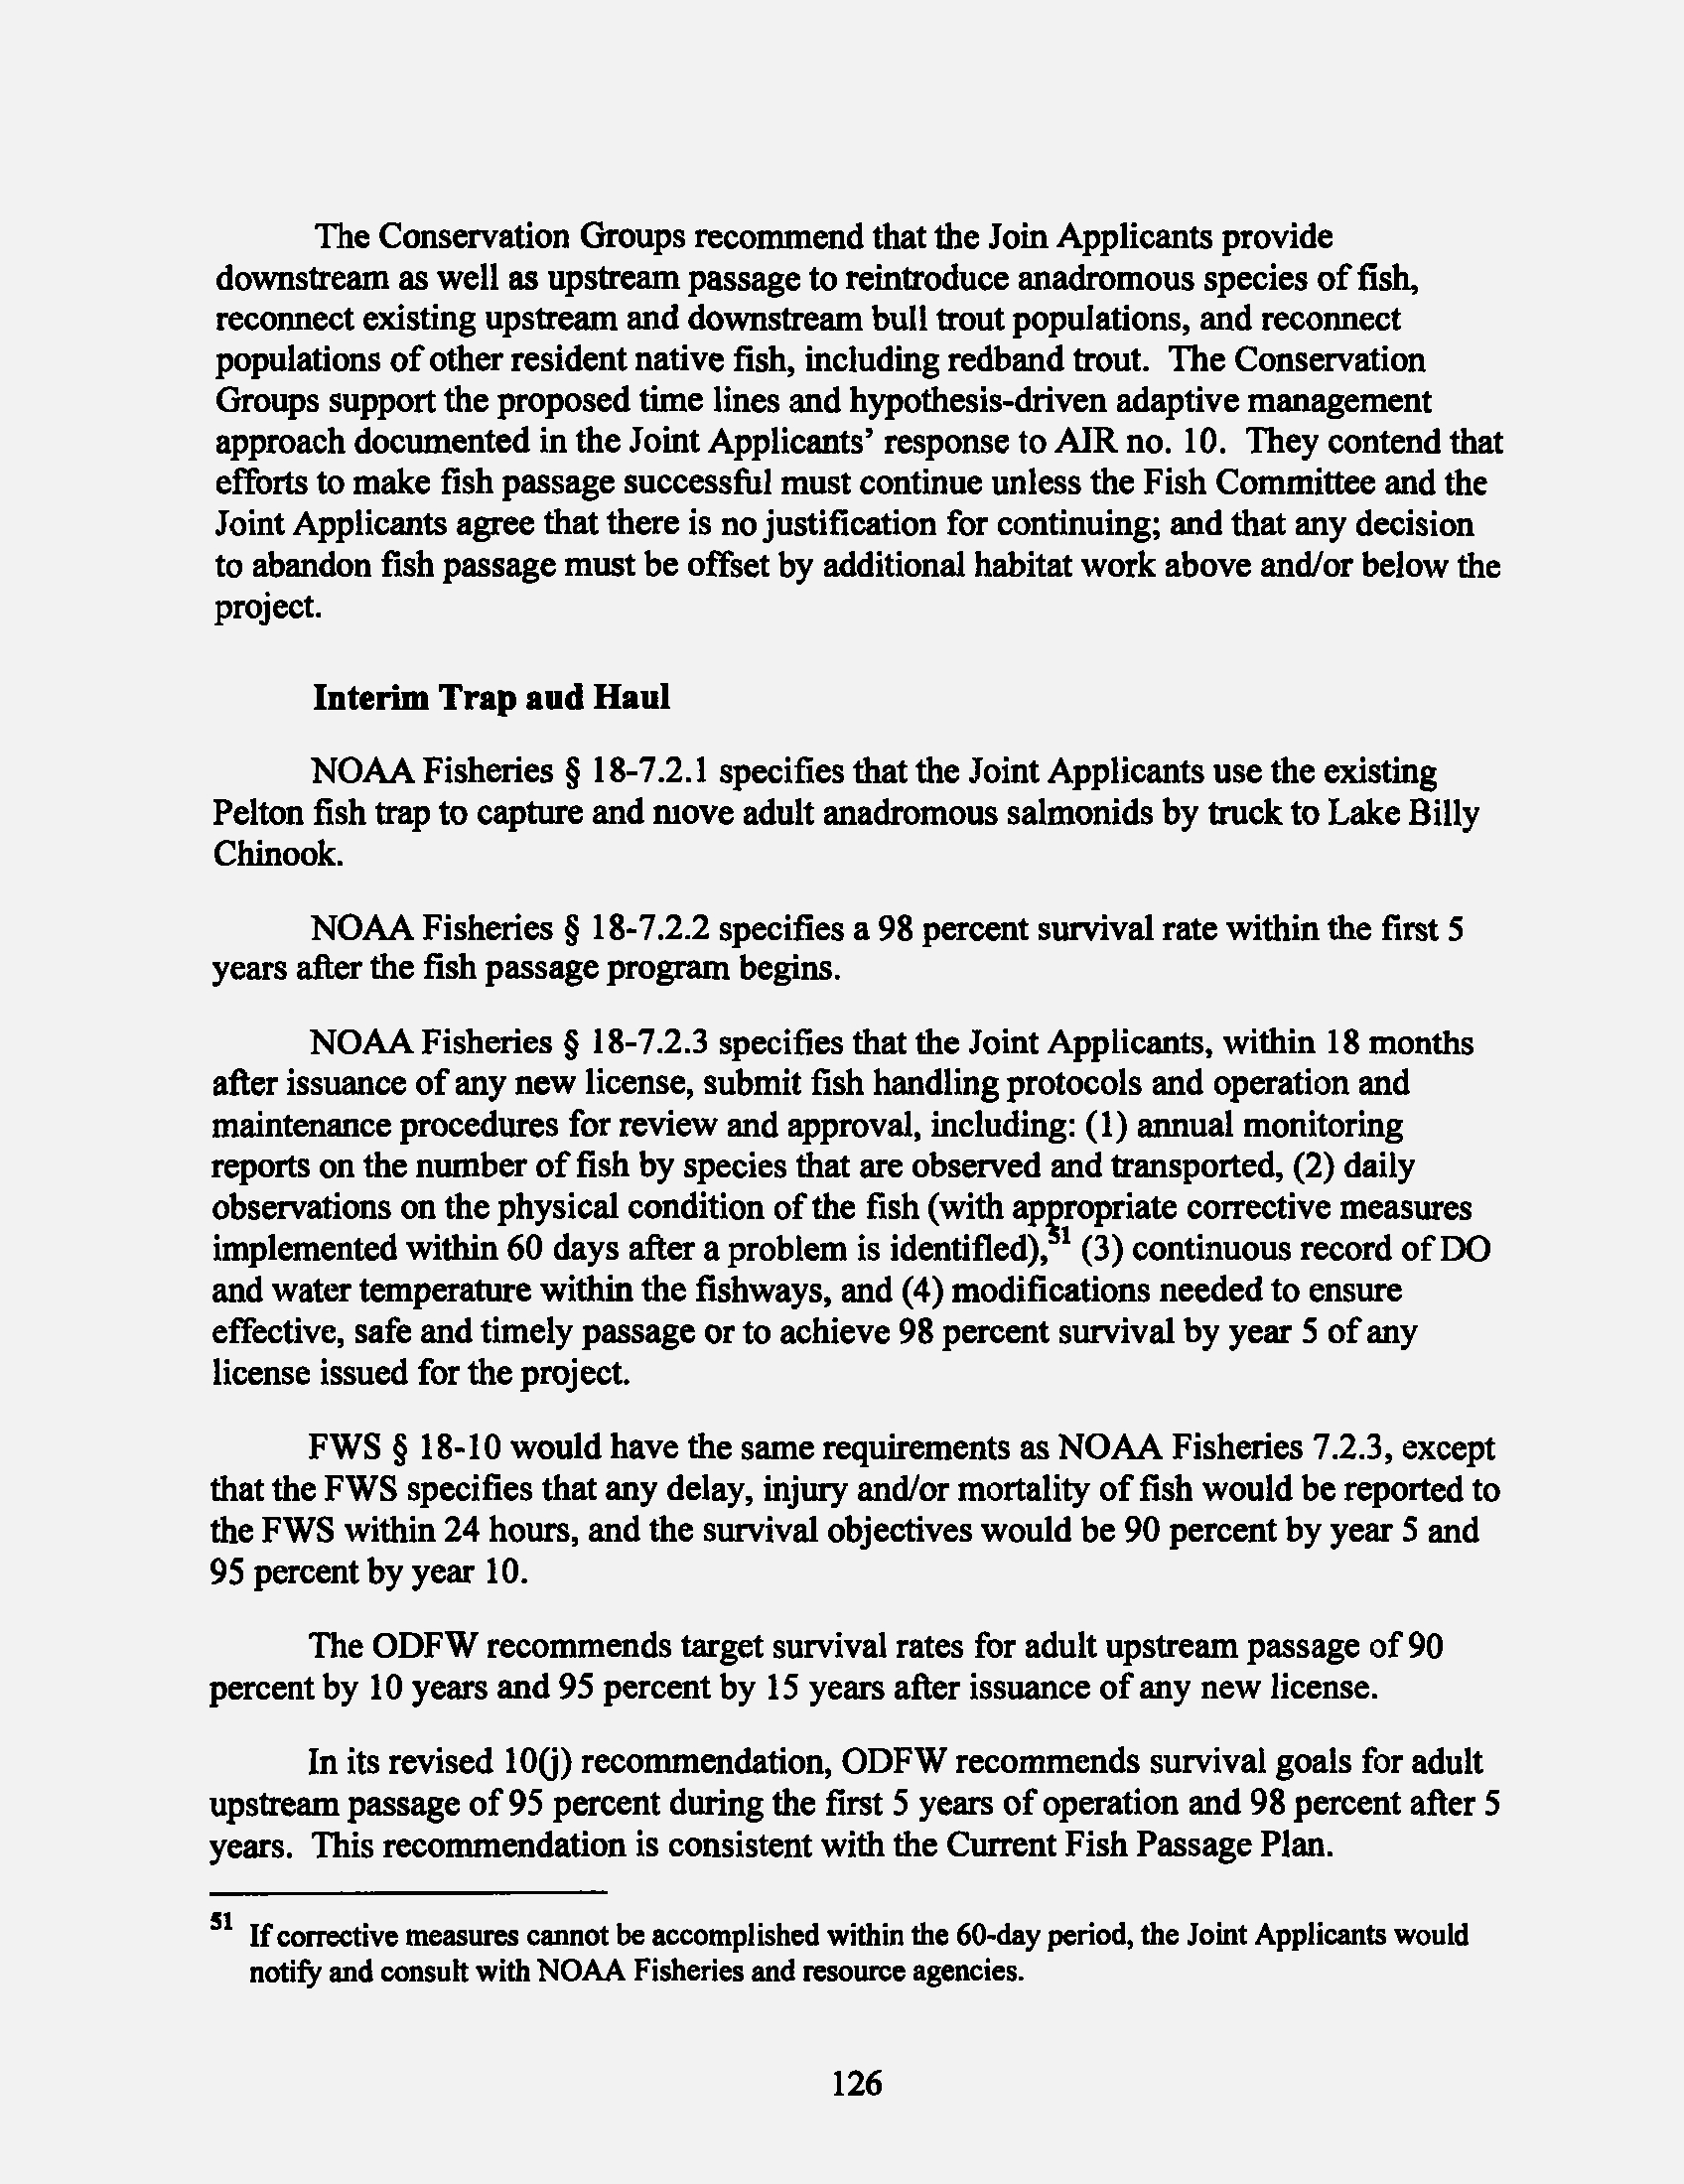 The Conservation Groups recommend that the Join Applicants provide
downstream as well as upstream passage to reintroduce anadromous species of fish,
reconnect existing upstream and downstream bull trout populations, and reconnect
populations of other resident native fish, including redband trout. The Conservation
Groups support the proposed time lines and hypothesis-driven adaptive management
approach documented in the Joint Applicants’ response to AIR no. 10. They contend that
efforts to make fish passage successful must continue unless the Fish Committee and the
Joint Applicants agree that there is no justification for continuing; and that any decision
to abandon fish passage must be offset by additional habitat work above and/or below the
project.
Interim Trap aud Haul
NOAA Fisheries § 18-7.2.1 specifies that the Joint Applicants use the existing
Pelton fish trap to capture and move adult anadromous salmonids by truck to Lake Billy
Chinook.
NOAA Fisheries § 18-7.2.2 specifies a 98 percent survival rate within the first 5
years after the fish passage program begins.
NOAA Fisheries § 18-7.2.3 specifies that the Joint Applicants, within 18 months
after issuance of any new license, submit fish handling protocols and operation and
maintenance procedures for review and approval, including: (1) annual monitoring
reports on the number of fish by species that are observed and transported, (2) daily
observations on the physical condition of the fish (with appropriate corrective measures
implemented within 60 days after a problem is identified),51 (3) continuous record of DO
and water temperature within the fishways, and (4) modifications needed to ensure
effective, safe and timely passage or to achieve 98 percent survival by year 5 of any
license issued for the project.
FWS § 18-10 would have the same requirements as NOAA Fisheries 7.2.3, except
that the FWS specifies that any delay, injury and/or mortality of fish would be reported to
the FWS within 24 hours, and the survival objectives would be 90 percent by year 5 and
95 percent by year 10.
The ODFW recommends target survival rates for adult upstream passage of 90
percent by 10 years and 95 percent by 15 years after issuance of any new license.
In its revised 10(j) recommendation, ODFW recommends survival goals for adult
upstream passage of 95 percent during the first 5 years of operation and 98 percent after 5
years. This recommendation is consistent with the Current Fish Passage Plan.
51 If corrective measures cannot be accomplished within the 60-day period, the Joint Applicants would
notify and consult with NOAA Fisheries and resource agencies.
126